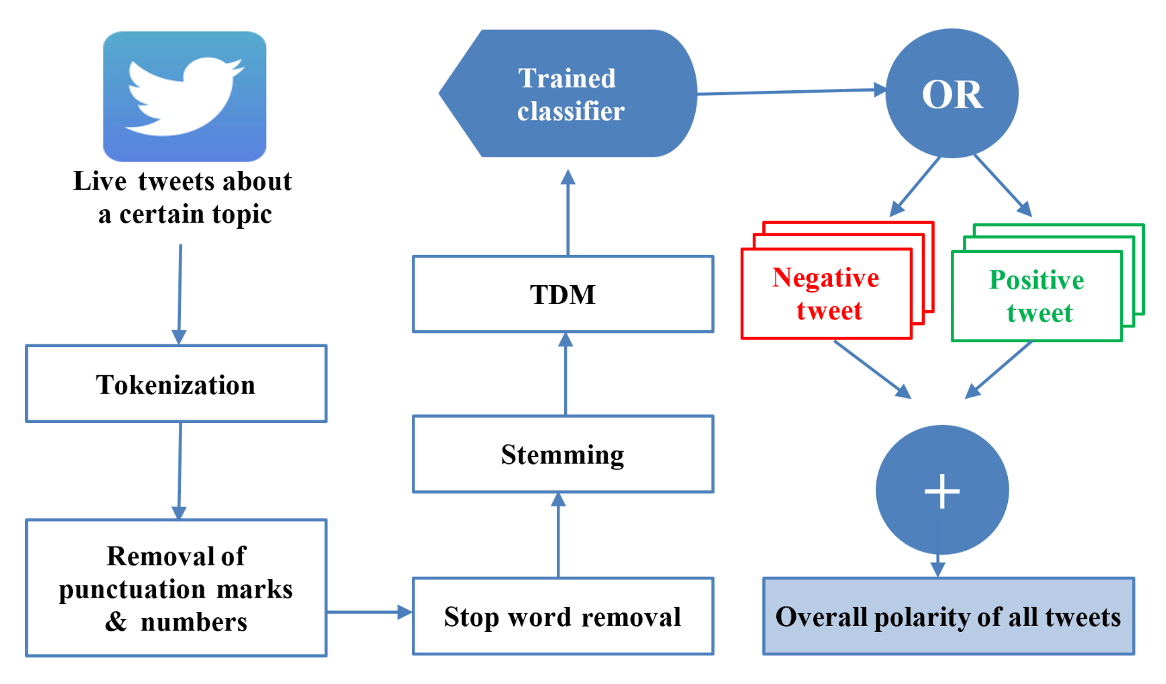 Live tweets about
a certain topic
Tokenization
Removal of
punctuation marks
& numbers
Stop word removal
Stemming
TDM
Trained
classifier
OR
Negative
tweet
Positive
tweet
+
Overall polarity of all tweets